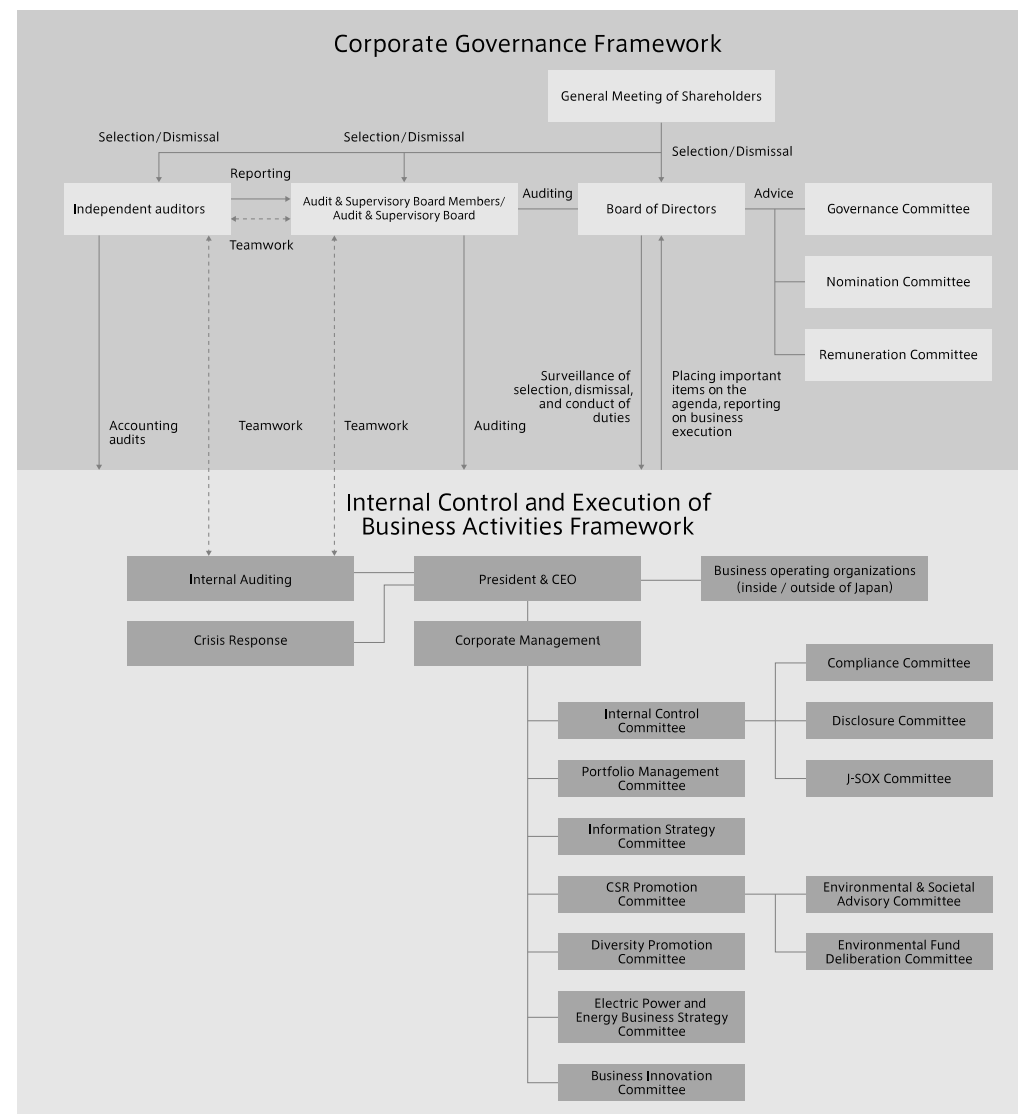 Corporate Governance Framework
General Meeting of Shareholders
Selection/Dismissal
Selection/Dismissal
Selection/Dismissal
Independent auditors
Reporting
Teamwork
Audit & Supervisory Board Members/
Audit & Supervisory Board
Auditing
Board of Directors
Advice
Governance Committee
Nomination Committee
Remuneration Committee
Accounting
audits
Teamwork
Teamwork
Auditing
Surveillance of
selection, dismissal,
and conduct of
duties
Placing important
items on the
agenda, reporting
on business
execution
Internal Control and Execution of
Business Activities Framework
Internal Auditing
President & CEO
Business operating organizations
(inside / outside of Japan)
Crisis Response
Corporate Management
Internal Control
Committee
Compliance Committee
Disclosure Committee
J-SOX Committee
Portfolio Management
Committee
Information Strategy
Committee
CSR Promotion
Committee
Environmental & Societal
Advisory Committee
Environmental Fund
Deliberation Committee
Diversity Promotion
Committee
Electric Power and
Energy Business Strategy
Committee
Business Innovation
Committee